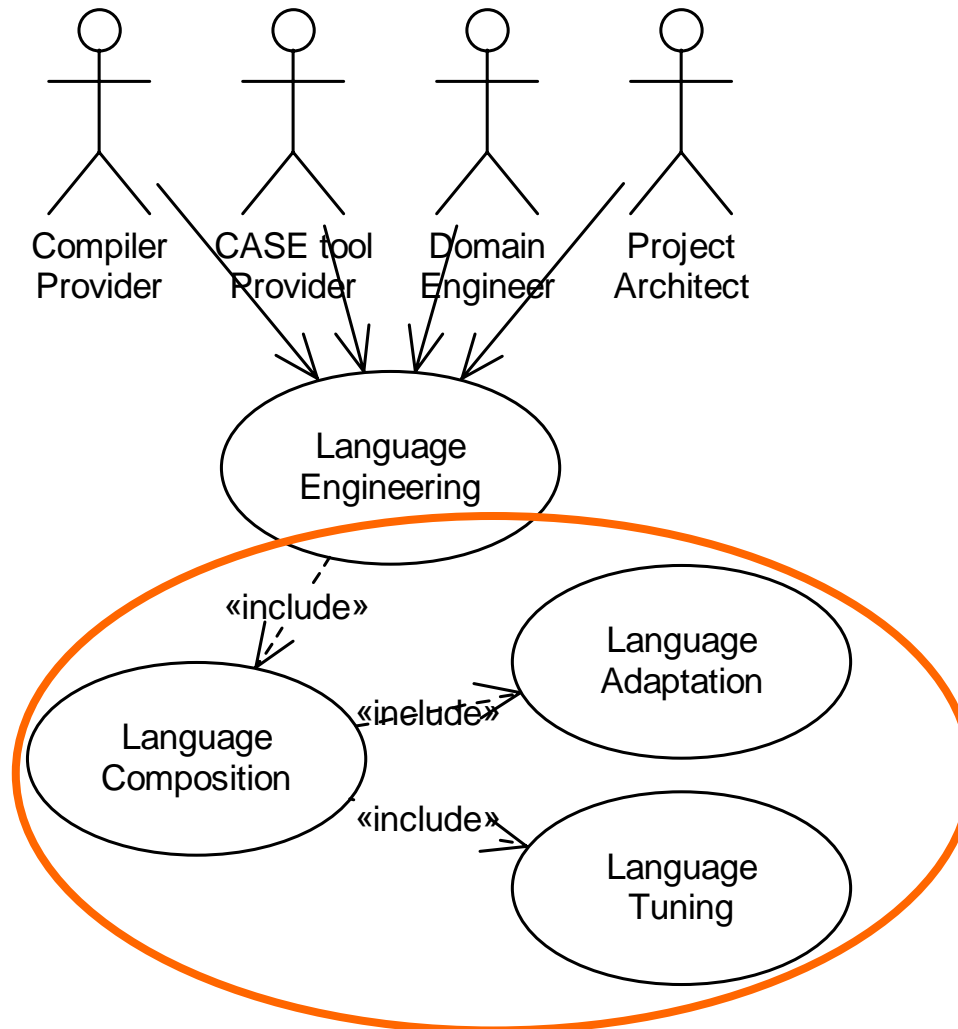 Compiler
Provider
CASE tool
Provider
Domain
Engineer
Project
Architect
Language
Engineering
«include»
Language
Adaptation
«include»
Language
Composition
«include»
Language
Tuning